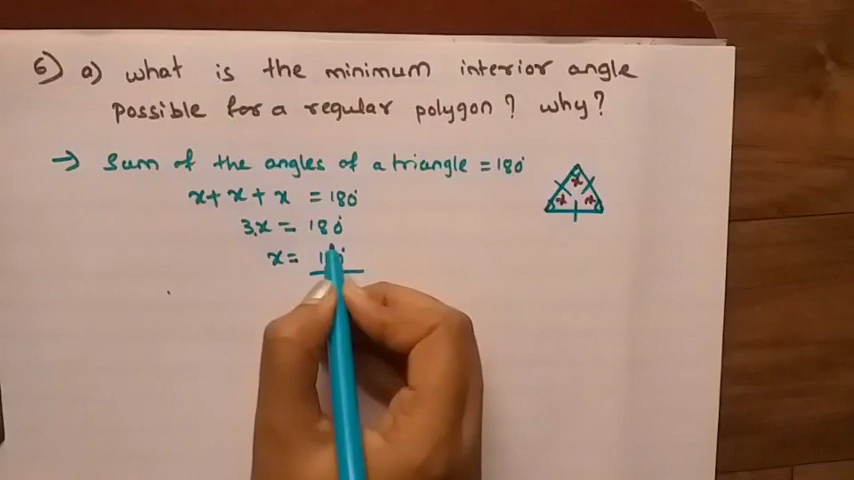 6) a) what is the minimum interior angle
possible for a regular polygon? why?
→ Sum of the angles of a triangle = 180°
x + x + x = 180°
3x = 180°
x =
x
x x